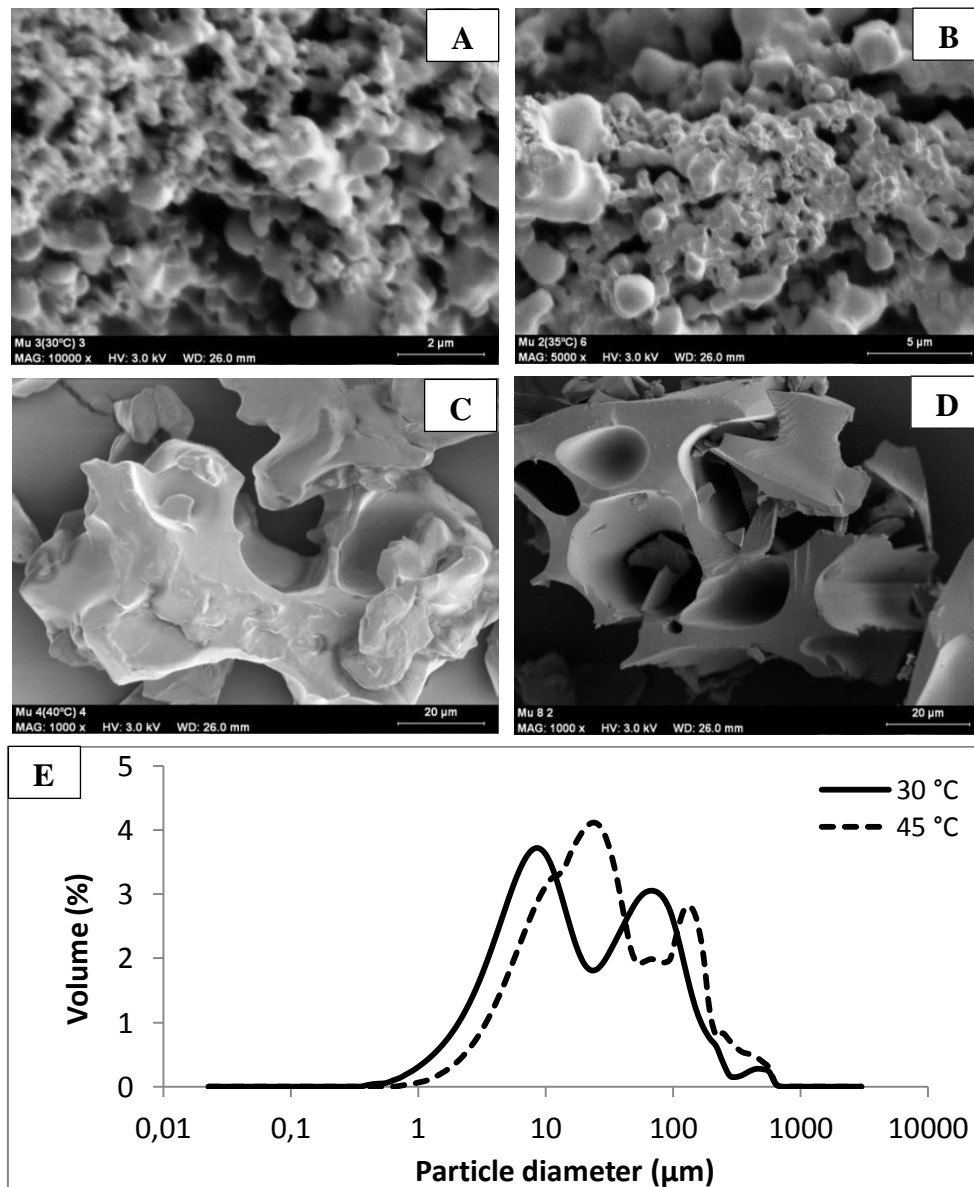 A
Mu 3(30ºC) 3
MAG: 10000 x HV: 3.0 kV WD: 26.0 mm
2 µm
B
Mu 2(35ºC) 6
MAG: 5000 x HV: 3.0 kV WD: 26.0 mm
5 µm
C
Mu 4(40ºC) 4
MAG: 1000 x HV: 3.0 kV WD: 26.0 mm
20 µm
D
Mu 8 2
MAG: 1000 x HV: 3.0 kV WD: 26.0 mm
20 µm
E
30 °C
45 °C
Volume (%)
5
4
3
2
1
0
0,01 0,1 1 10 100 1000 10000
Particle diameter (µm)